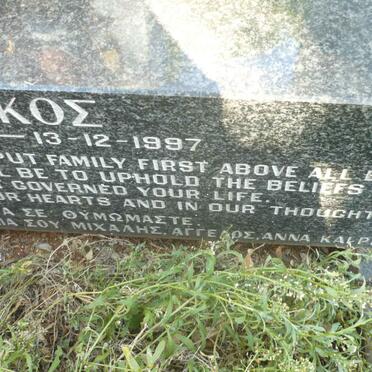 ΚΟΣ
- 13-12-1997
PUT FAMILY FIRST ABOVE ALL
BE TO UPHOLD THE BELIEFS
GOVERNED YOUR LIFE.
HEARTS AND IN OUR THOUGHT
ΣΕ ΘΥΜΩΜΑΣΤΕ
ΣΟΥ ΜΙΧΑΛΗΣ, ΑΓΓΕΛΟΣ ΑΝΝΑ